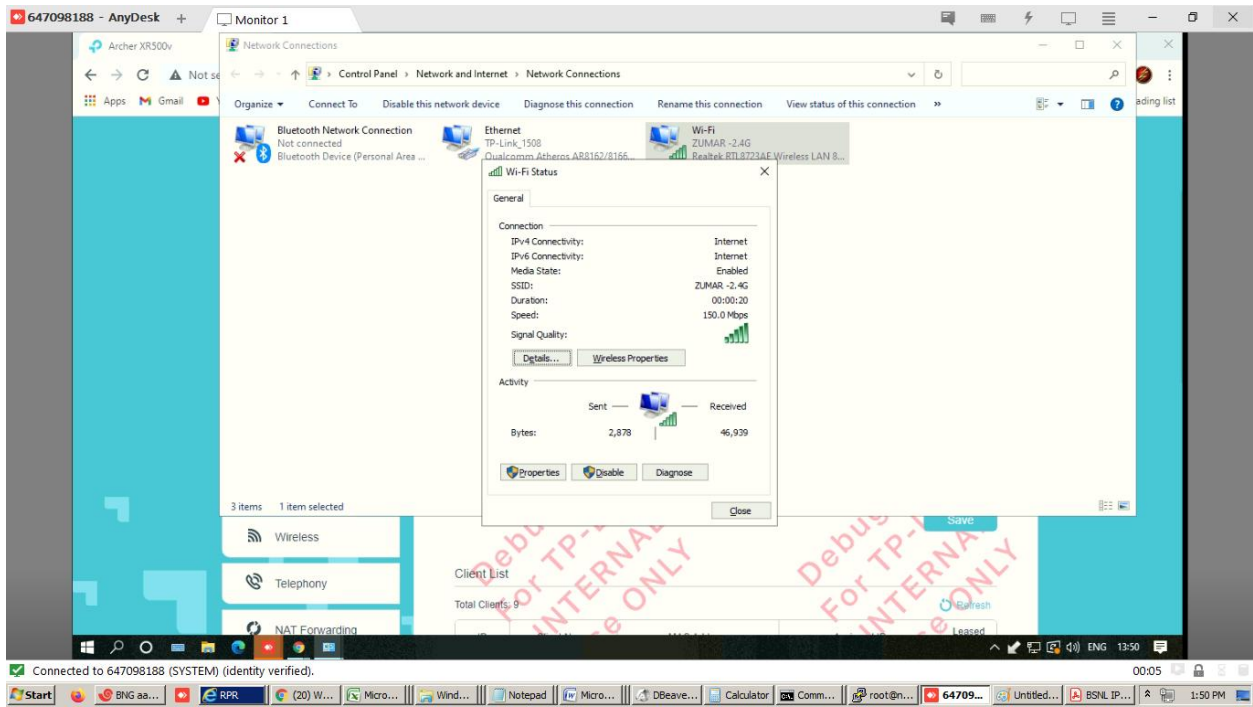 647098188 - AnyDesk
Monitor 1
Archer XR500v
Network Connections
Not se
Control Panel › Network and Internet › Network Connections
Apps
Gmail
ading list
Organize
Connect To
Disable this network device
Diagnose this connection
Rename this connection
View status of this connection
»
Bluetooth Network Connection
Not connected
Bluetooth Device (Personal Area ...
Ethernet
TP-Link_1508
Qualcomm Atheros AR8162/8166...
Wi-Fi
ZUMAR -2.4G
Realtek RTL8723AE Wireless LAN 8...
Wi-Fi Status
General
Connection
IPv4 Connectivity: Internet
IPv6 Connectivity: Internet
Media State: Enabled
SSID: ZUMAR -2.4G
Duration: 00:00:20
Speed: 150.0 Mbps
Signal Quality:
Details...
Wireless Properties
Activity
Sent — — Received
Bytes: 2,878 46,939
Properties
Disable
Diagnose
Close
3 items 1 item selected
Save
Wireless
Telephony
NAT Forwarding
Client List
Total Clients: 9
Refresh
Leased
ENG 13:50
Connected to 647098188 (SYSTEM) (identity verified).
00:05
Start
BNG aa...
RPR
(20) W...
Micro...
Wind...
Notepad
Micro...
DBeave...
Calculator
Comm...
root@n...
64709...
Untitled...
BSNL IP...
1:50 PM